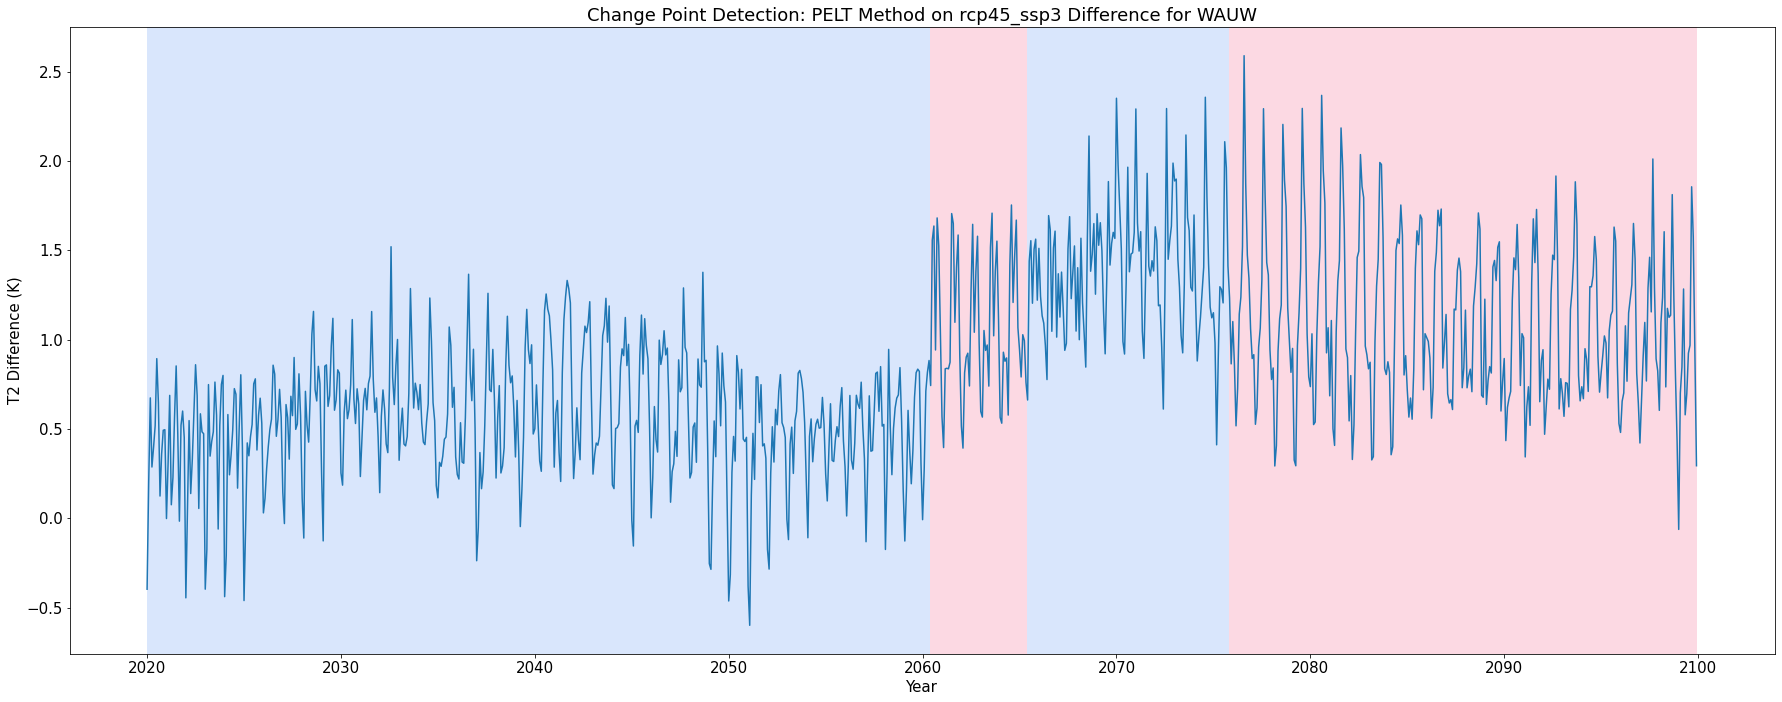 Change Point Detection: PELT Method on rcp45_ssp3 Difference for WAUW
2.5
2.0
1.5
1.0
0.5
0.0
−0.5
T2 Difference (K)
2020 2030 2040 2050 2060 2070 2080 2090 2100
Year